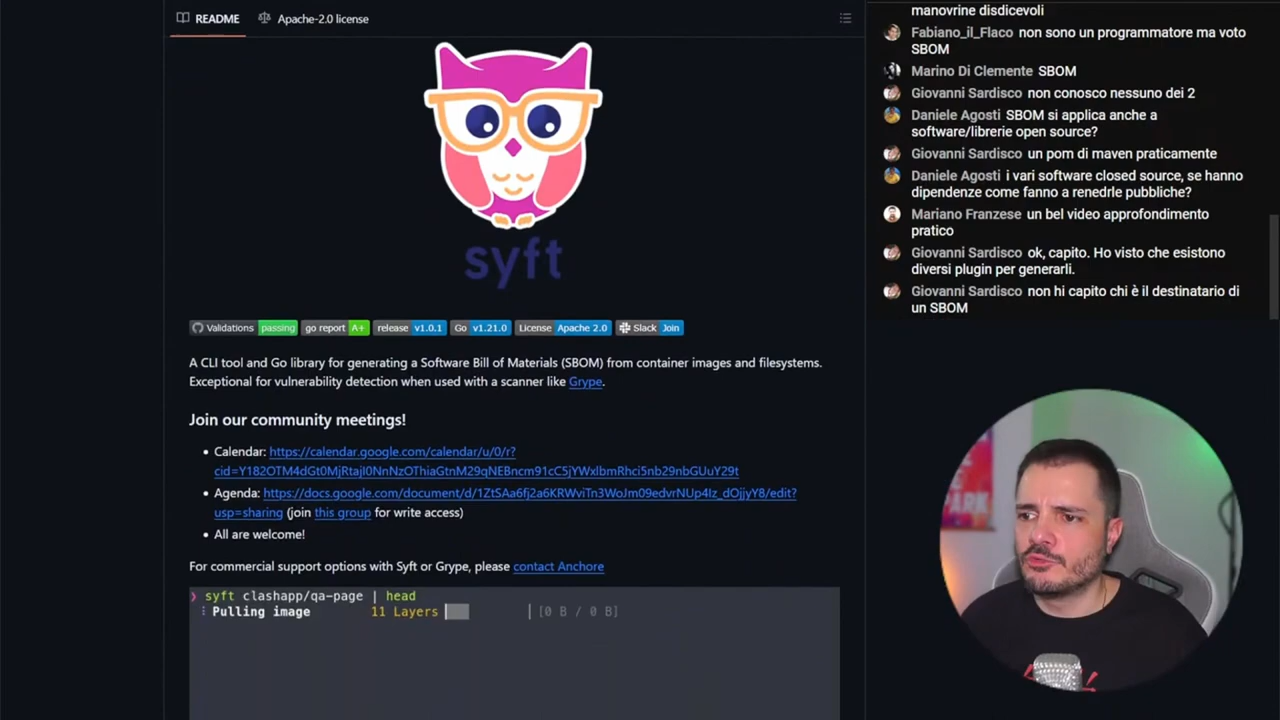 README
Apache-2.0 license
syft
Validations passing go report A+ release v1.0.1 Go v1.21.0 License Apache 2.0 Slack Join
A CLI tool and Go library for generating a Software Bill of Materials (SBOM) from container images and filesystems.
Exceptional for vulnerability detection when used with a scanner like Grype.
Join our community meetings!
• Calendar: https://calendar.google.com/calendar/u/0/r?
• Agenda:
usp=sharing (join this group for write access)
• All are welcome!
For commercial support options with Syft or Grype, please contact Anchore
❯ syft clashapp/qa-page | head
Pulling image 11 Layers [0 B / 0 B]
manovrine disdicevoli
Fabiano_il_Flaco non sono un programmatore ma voto
SBOM
Marino Di Clemente SBOM
Giovanni Sardisco non conosco nessuno dei 2
Daniele Agosti SBOM si applica anche a
software/librerie open source?
Giovanni Sardisco un pom di maven praticamente
Daniele Agosti i vari software closed source, se hanno
dipendenze come fanno a renedrle pubbliche?
Mariano Franzese un bel video approfondimento
pratico
Giovanni Sardisco ok, capito. Ho visto che esistono
diversi plugin per generarli.
Giovanni Sardisco non hi capito chi è il destinatario di
un SBOM
PARK